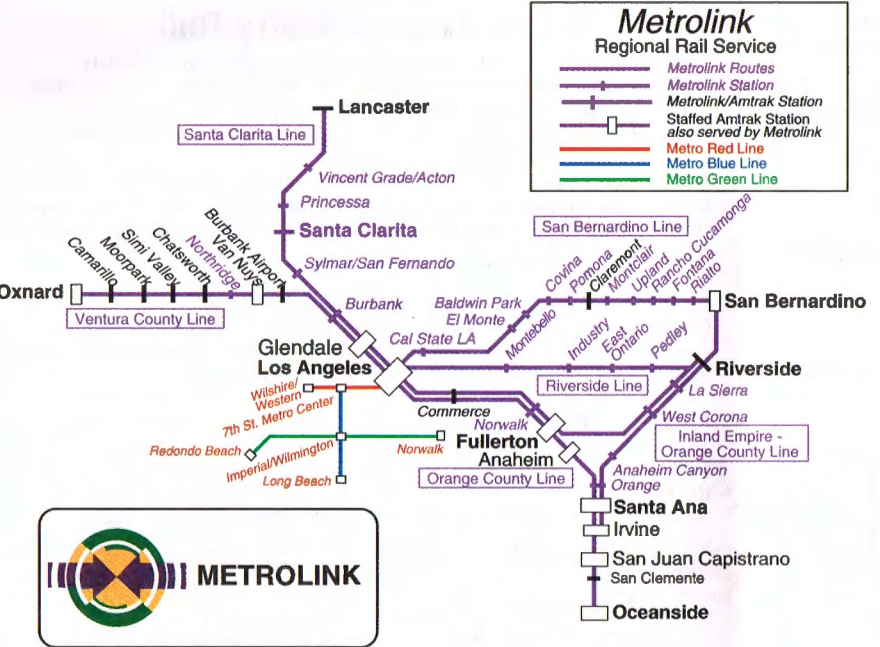 Metrolink
Regional Rail Service
Metrolink Routes
Metrolink Station
Metrolink/Amtrak Station
Staffed Amtrak Station
also served by Metrolink
Metro Red Line
Metro Blue Line
Metro Green Line
Lancaster
Santa Clarita Line
Vincent Grade/Acton
Princessa
Santa Clarita
Sylmar/San Fernando
Burbank
Oxnard
Camarillo
Moorpark
Simi Valley
Chatsworth
Northridge
Van Nuys
Burbank Airport
Ventura County Line
Glendale
Los Angeles
San Bernardino Line
Cal State LA
El Monte
Baldwin Park
Covina
Pomona
Claremont
Montclair
Upland
Rancho Cucamonga
Fontana
Rialto
San Bernardino
Montebello
Industry
East
Ontario
Pedley
Riverside
Riverside Line
La Sierra
West Corona
Inland Empire -
Orange County Line
Wilshire/
Western
7th St. Metro Center
Redondo Beach
Imperial/Wilmington
Norwalk
Long Beach
Commerce
Norwalk
Fullerton
Anaheim
Orange County Line
Anaheim Canyon
Orange
Santa Ana
Irvine
San Juan Capistrano
San Clemente
Oceanside
METROLINK